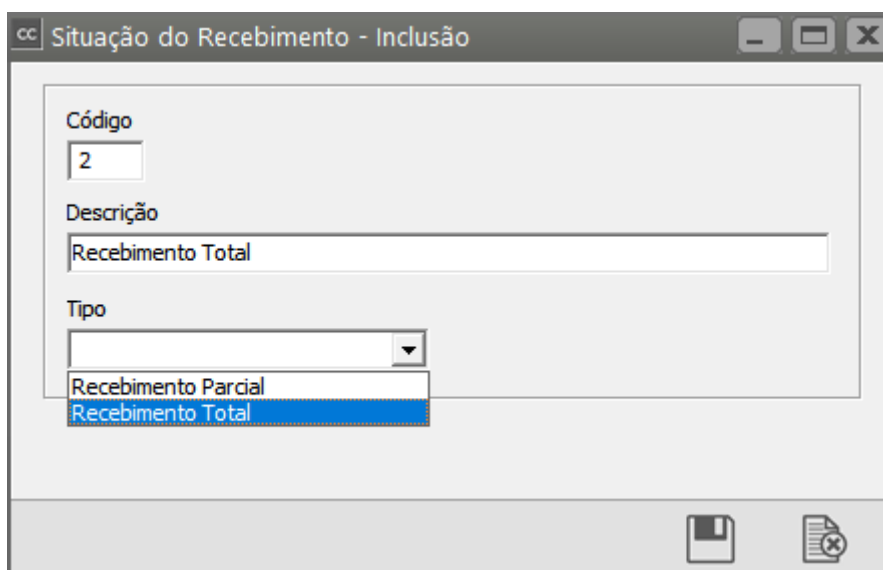 cc Situação do Recebimento - Inclusão
Código
2
Descrição
Recebimento Total
Tipo
Recebimento Parcial
Recebimento Total